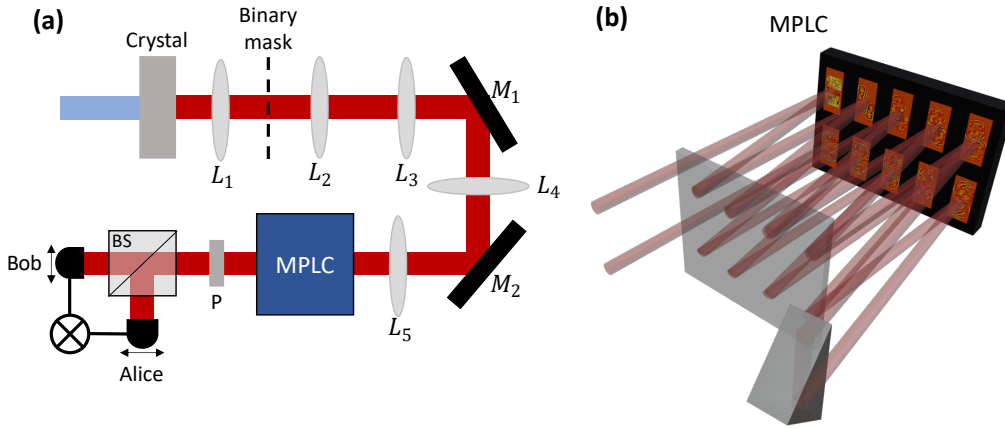 (a)
Crystal
Binary
mask
M₁
L₁
L₂
L₃
L₄
BS
Bob
MPLC
P
M₂
L₅
Alice
(b)
MPLC